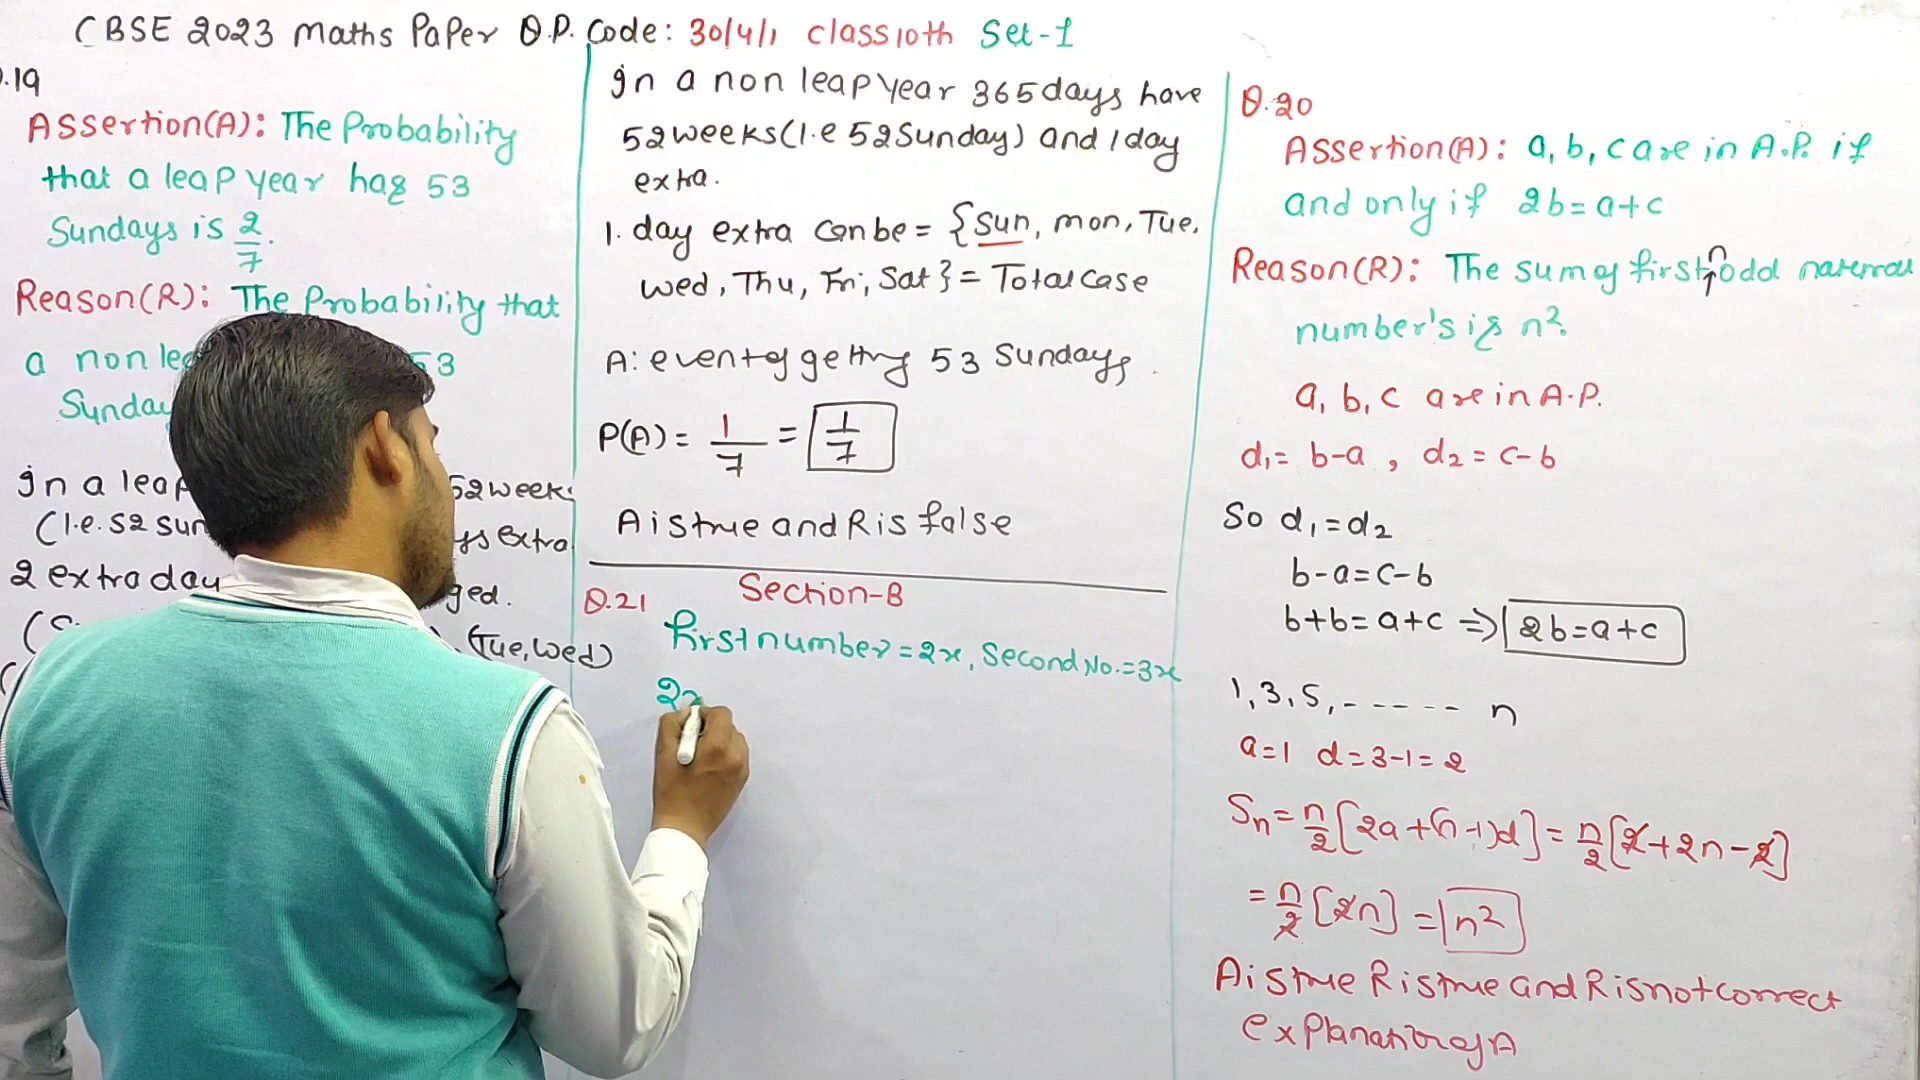 CBSE 2023 Maths Paper Q.P. Code: 30/4/1 class10th Set-1
.19
Assertion(A): The Probability
that a leap year has 53
Sundays is 2/7.
Reason(R): The Probability that
a non 53
Sunday
In a leap 52 weeks
(I.e. 52 sun ys extra
2 extra day ged.
(Tue, Wed)
In a non leap year 365 days have
52 weeks (I.e 52 Sunday) and 1 day
extra.
1. day extra can be = {Sun, mon, Tue,
Wed, Thu, Fri, Sat} = Total case
A: event of getting 53 Sundays.
P(A) = 1/7 = 1/7
A is true and R is false
Section-B
Q.21
first number = 2x, Second No. = 3x
2x
Q.20
Assertion(A): a, b, c are in A.P. if
and only if 2b = a+c
Reason(R): The sum of first n odd natural
number's is n².
a, b, c are in A.P.
d₁ = b-a, d₂ = c-b
So d₁ = d₂
b-a = c-b
b+b = a+c ⇒ 2b = a+c
1, 3, 5, ------ n
a=1 d = 3-1 = 2
Sn = n/2 [2a+(n-1)d] = n/2 [2+2n-2]
= n/2 [2n] = n²
A is true R is true and R is not correct
explanation of A